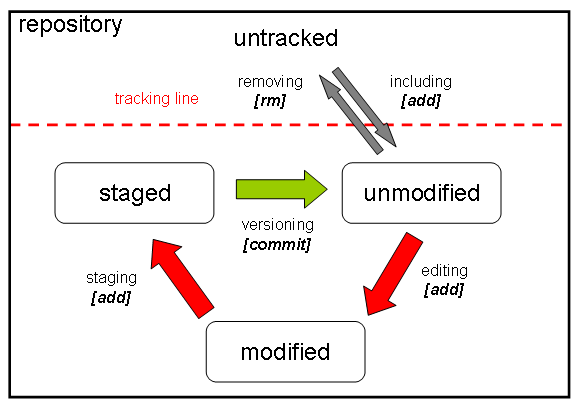 repository
untracked
removing
[rm]
including
[add]
tracking line
staged
unmodified
versioning
[commit]
staging
[add]
editing
[add]
modified